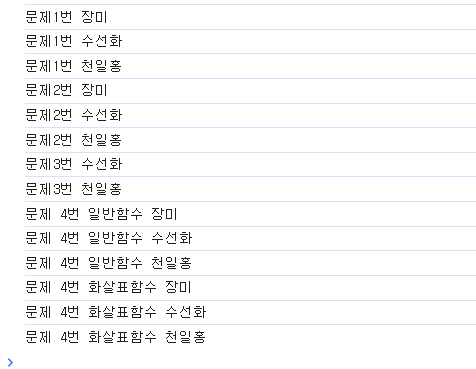 문제1번 장미
문제1번 수선화
문제1번 천일홍
문제2번 장미
문제2번 수선화
문제2번 천일홍
문제3번 수선화
문제3번 천일홍
문제 4번 일반함수 장미
문제 4번 일반함수 수선화
문제 4번 일반함수 천일홍
문제 4번 화살표함수 장미
문제 4번 화살표함수 수선화
문제 4번 화살표함수 천일홍